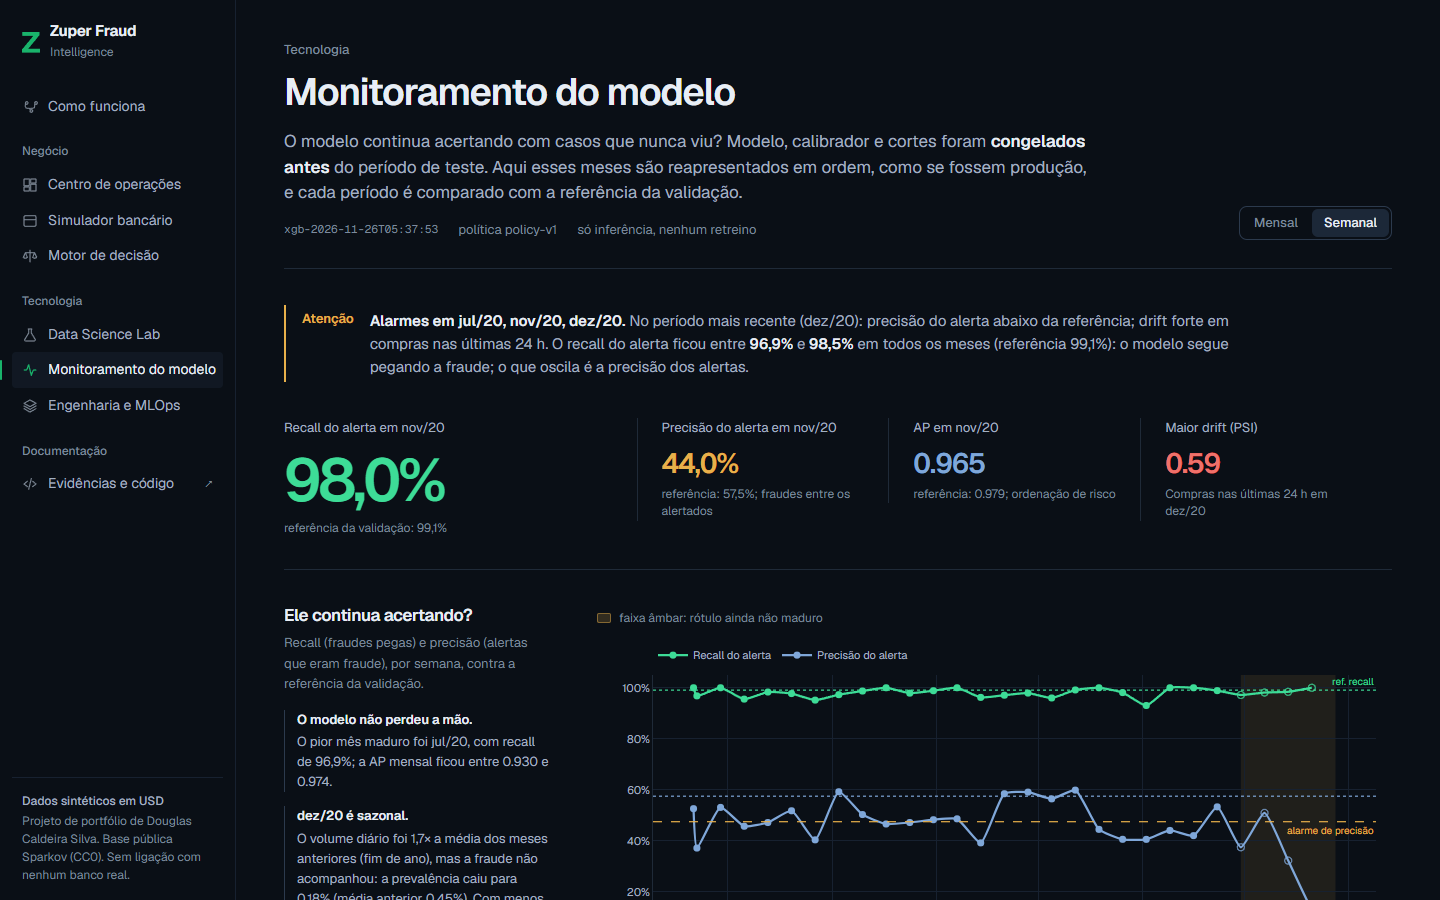 Zuper Fraud
Intelligence
Como funciona
Negócio
Centro de operações
Simulador bancário
Motor de decisão
Tecnologia
Data Science Lab
Monitoramento do modelo
Engenharia e MLOps
Documentação
Evidências e código ↗
Dados sintéticos em USD
Projeto de portfólio de Douglas
Caldeira Silva. Base pública
Sparkov (CC0). Sem ligação com
nenhum banco real.
Tecnologia
Monitoramento do modelo
O modelo continua acertando com casos que nunca viu? Modelo, calibrador e cortes foram congelados
antes do período de teste. Aqui esses meses são reapresentados em ordem, como se fossem produção,
e cada período é comparado com a referência da validação.
xgb-2026-11-26T05:37:53 política policy-v1 só inferência, nenhum retreino
Mensal Semanal
Atenção
Alarmes em jul/20, nov/20, dez/20. No período mais recente (dez/20): precisão do alerta abaixo da referência; drift forte em
compras nas últimas 24 h. O recall do alerta ficou entre 96,9% e 98,5% em todos os meses (referência 99,1%): o modelo segue
pegando a fraude; o que oscila é a precisão dos alertas.
Recall do alerta em nov/20
98,0%
referência da validação: 99,1%
Precisão do alerta em nov/20
44,0%
referência: 57,5%; fraudes entre os
alertados
AP em nov/20
0.965
referência: 0.979; ordenação de risco
Maior drift (PSI)
0.59
Compras nas últimas 24 h em
dez/20
Ele continua acertando?
Recall (fraudes pegas) e precisão (alertas
que eram fraude), por semana, contra a
referência da validação.
O modelo não perdeu a mão.
O pior mês maduro foi jul/20, com recall
de 96,9%; a AP mensal ficou entre 0.930 e
0.974.
dez/20 é sazonal.
O volume diário foi 1,7× a média dos meses
anteriores (fim de ano), mas a fraude não
acompanhou: a prevalência caiu para
0,18% (média anterior 0,45%). Com menos
faixa âmbar: rótulo ainda não maduro
Recall do alerta Precisão do alerta
100%
ref. recall
80%
60%
alarme de precisão
40%
20%